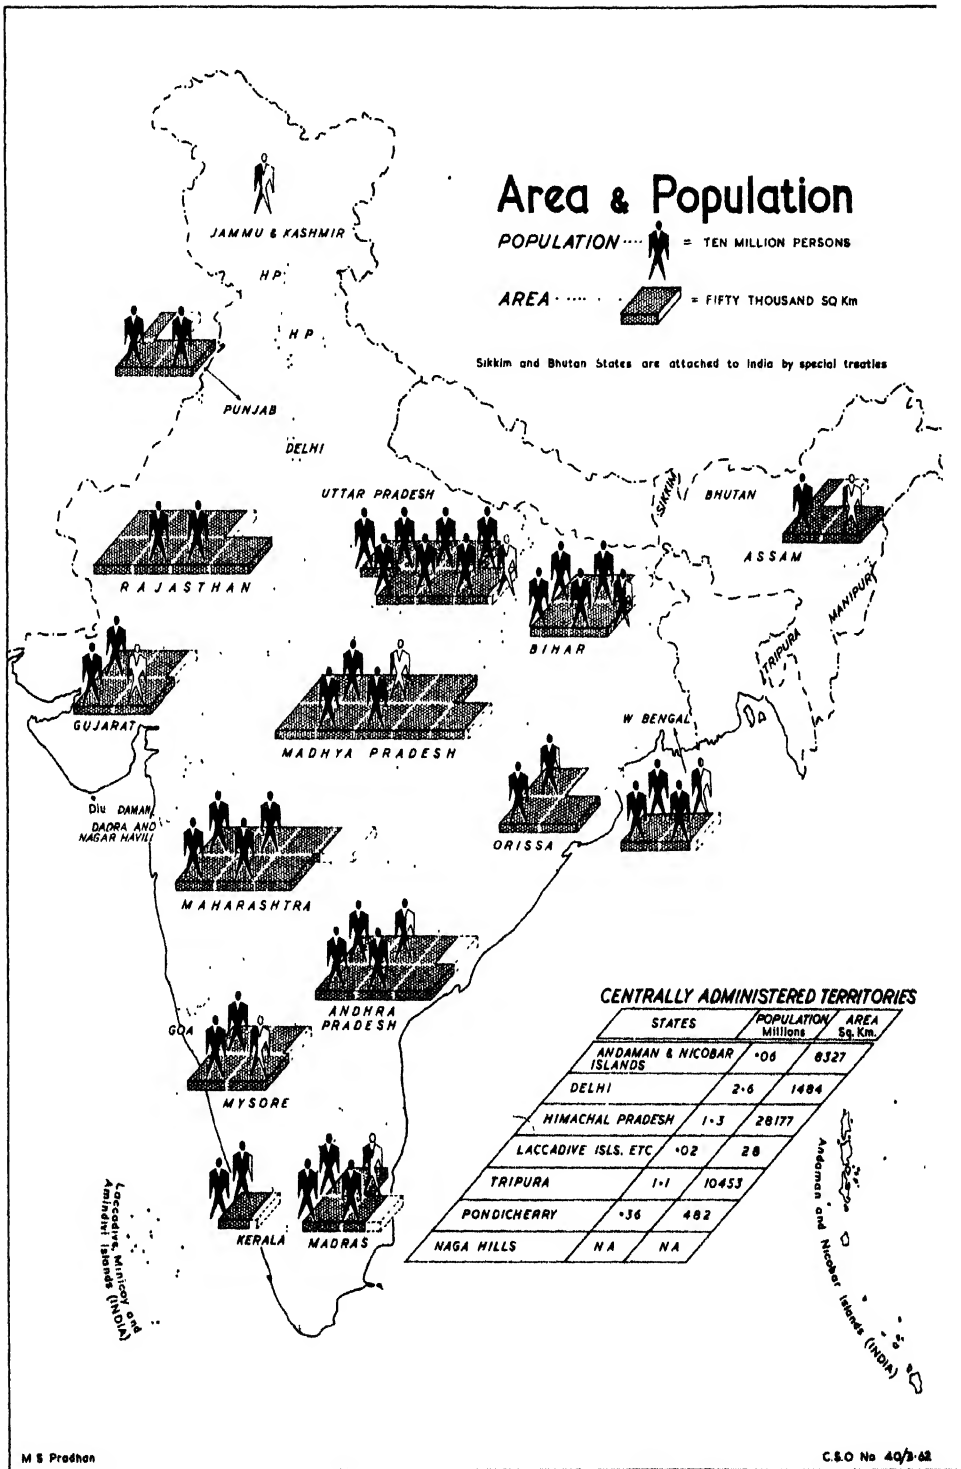 Area & Population
POPULATION .... = TEN MILLION PERSONS
AREA ..... = FIFTY THOUSAND SQ Km
Sikkim and Bhutan States are attached to India by special treaties
JAMMU & KASHMIR
H P
H P
PUNJAB
DELHI
UTTAR PRADESH
SIKKIM
BHUTAN
ASSAM
RAJASTHAN
MANIPUR
BIHAR
TRIPURA
GUJARAT
W BENGAL
MADHYA PRADESH
Diu DAMAN,
DADRA AND
NAGAR HAVILI
ORISSA
MAHARASHTRA
ANDHRA
PRADESH
GOA
MYSORE
KERALA
MADRAS
CENTRALLY ADMINISTERED TERRITORIES
STATES POPULATION Millions AREA Sq. Km.
ANDAMAN & NICOBAR ISLANDS ·06 8327
DELHI 2·6 1484
HIMACHAL PRADESH 1·3 28177
LACCADIVE ISLS. ETC ·02 28
TRIPURA 1·1 10453
PONDICHERRY ·36 482
NAGA HILLS N A N A
Laccadive, Minicoy and
Amindivi Islands (INDIA)
Andaman and Nicobar Islands (INDIA)
M S Pradhan
C.S.O No 40/3·62